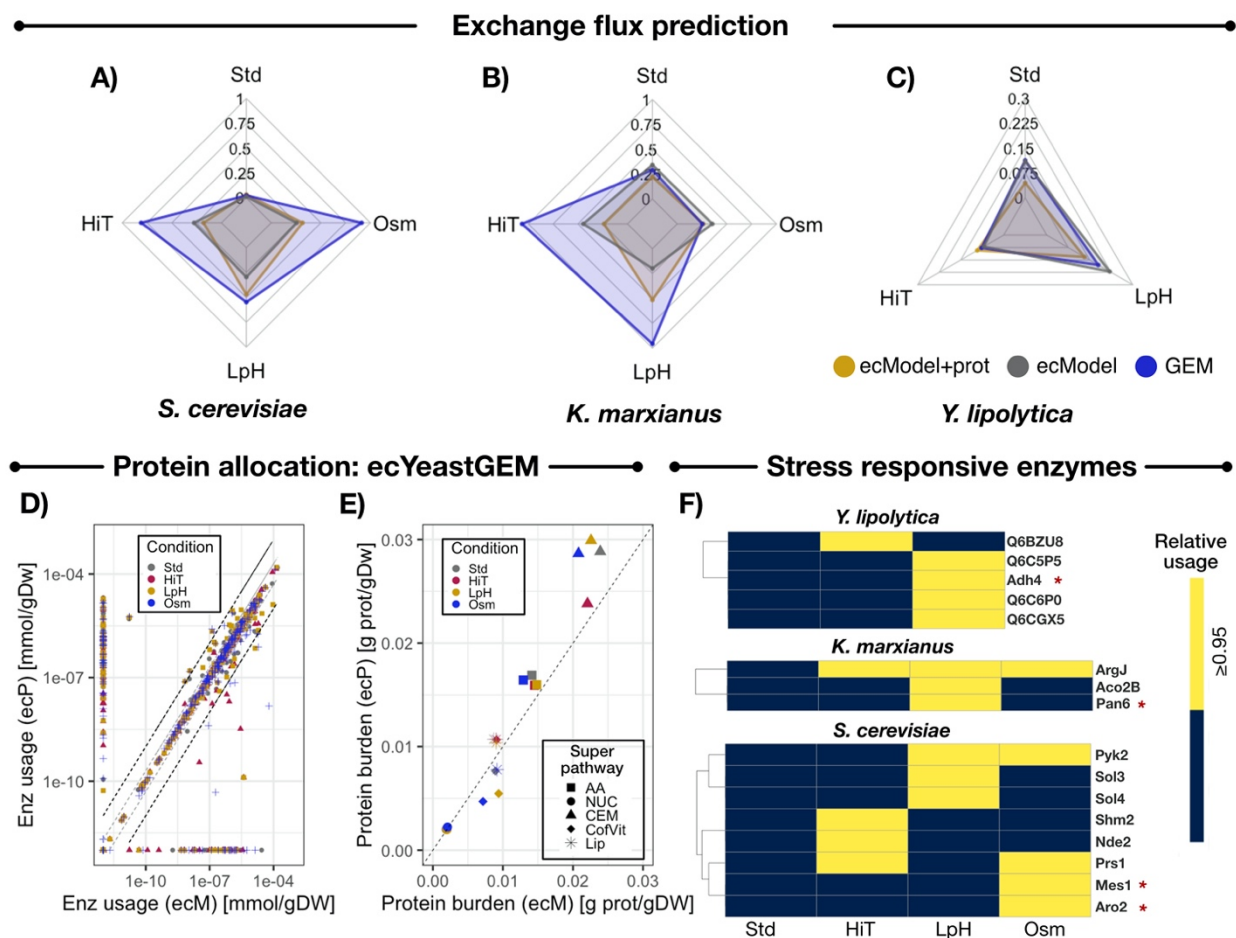 Exchange flux prediction
A)
Std
1
0.75
0.5
0.25
0
HiT
Osm
LpH
S. cerevisiae
B)
Std
1
0.75
0.5
0.25
0
HiT
Osm
LpH
K. marxianus
C)
Std
0.3
0.225
0.15
0.075
0
HiT
LpH
ecModel+prot
ecModel
GEM
Y. lipolytica
Protein allocation: ecYeastGEM
D)
Enz usage (ecP) [mmol/gDw]
1e-04
1e-07
1e-10
Condition
Std
HiT
LpH
Osm
1e-10 1e-07 1e-04
Enz usage (ecM) [mmol/gDW]
E)
Protein burden (ecP) [g prot/gDw]
0.03
0.02
0.01
0.00
Condition
Std
HiT
LpH
Osm
Super
pathway
AA
NUC
CEM
CofVit
Lip
0.00 0.01 0.02 0.03
Protein burden (ecM) [g prot/gDW]
Stress responsive enzymes
F)
Y. lipolytica
Q6BZU8
Q6C5P5
Adh4 *
Q6C6P0
Q6CGX5
K. marxianus
ArgJ
Aco2B
Pan6 *
S. cerevisiae
Pyk2
Sol3
Sol4
Shm2
Nde2
Prs1
Mes1 *
Aro2 *
Std HiT LpH Osm
Relative
usage
≥0.95